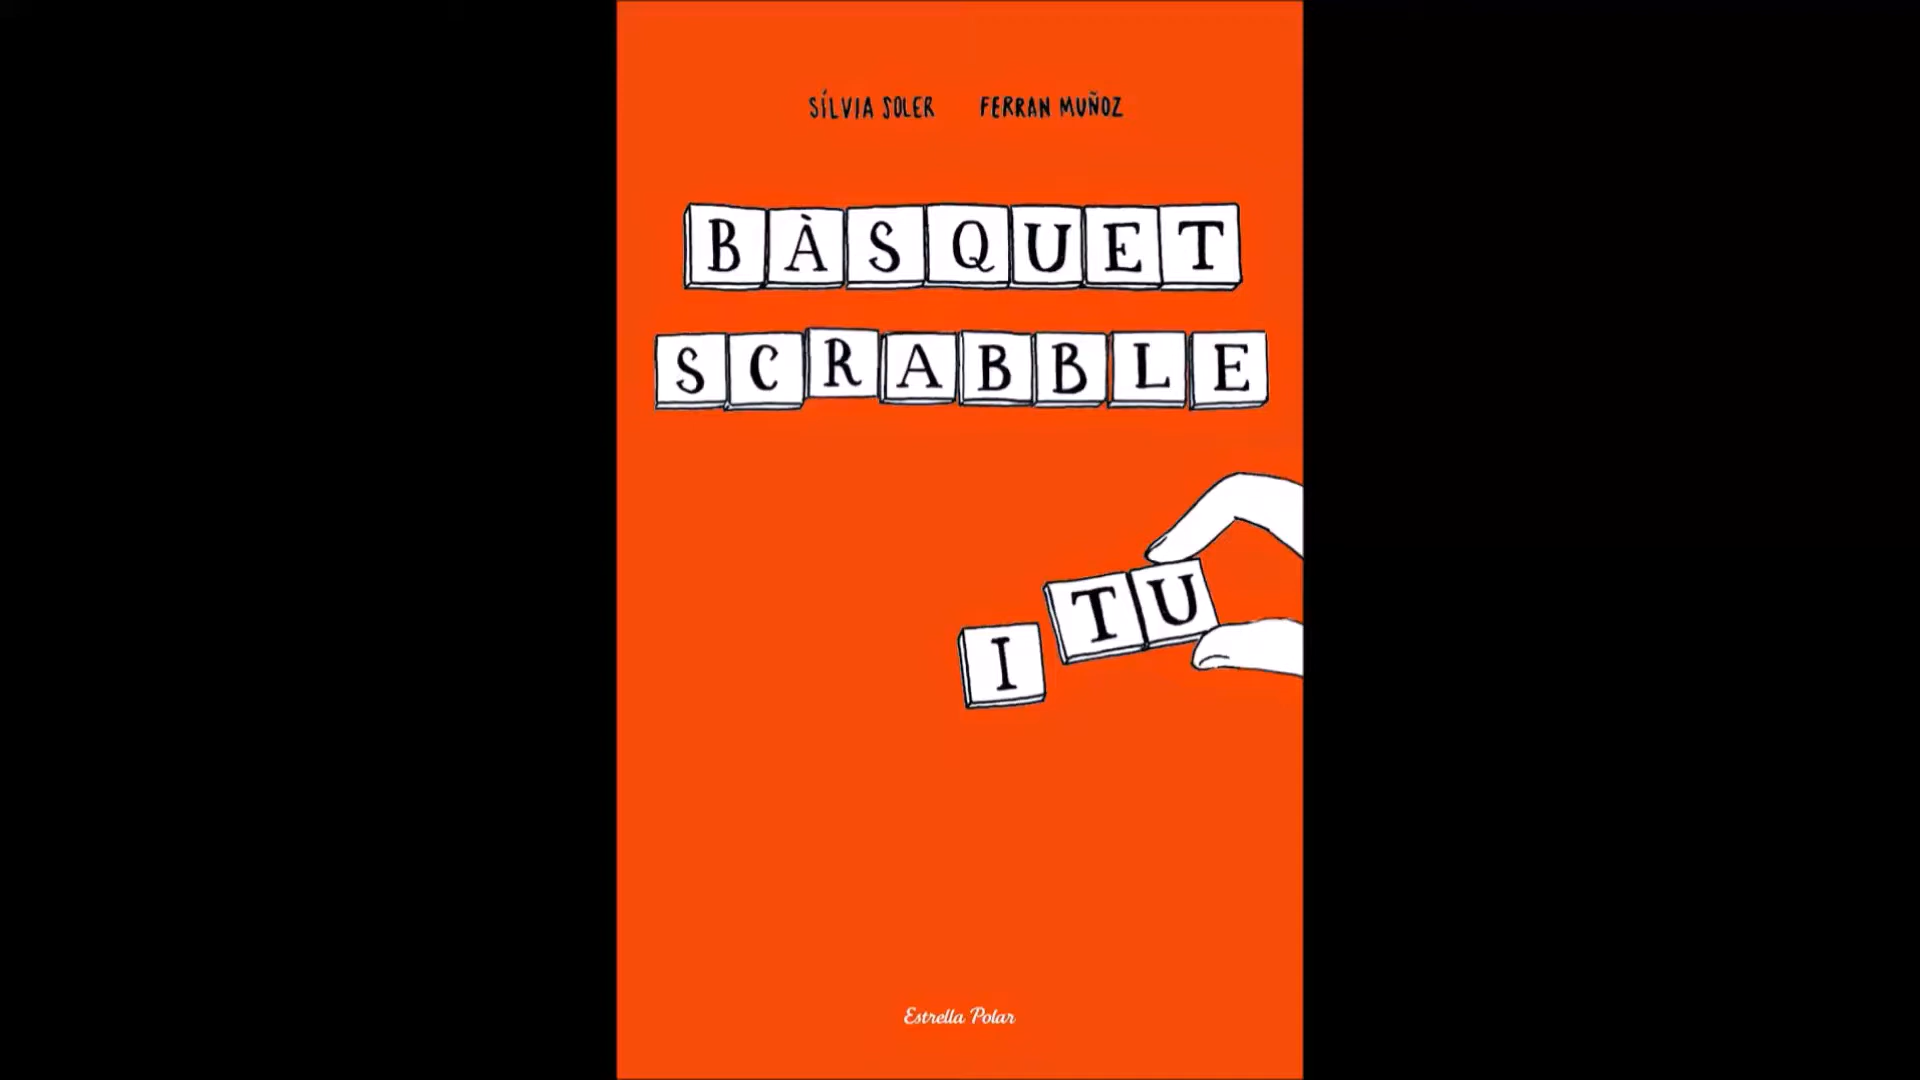 SÍLVIA SOLER FERRAN MUÑOZ
BÀSQUET
SCRABBLE
I TU
Estrella Polar